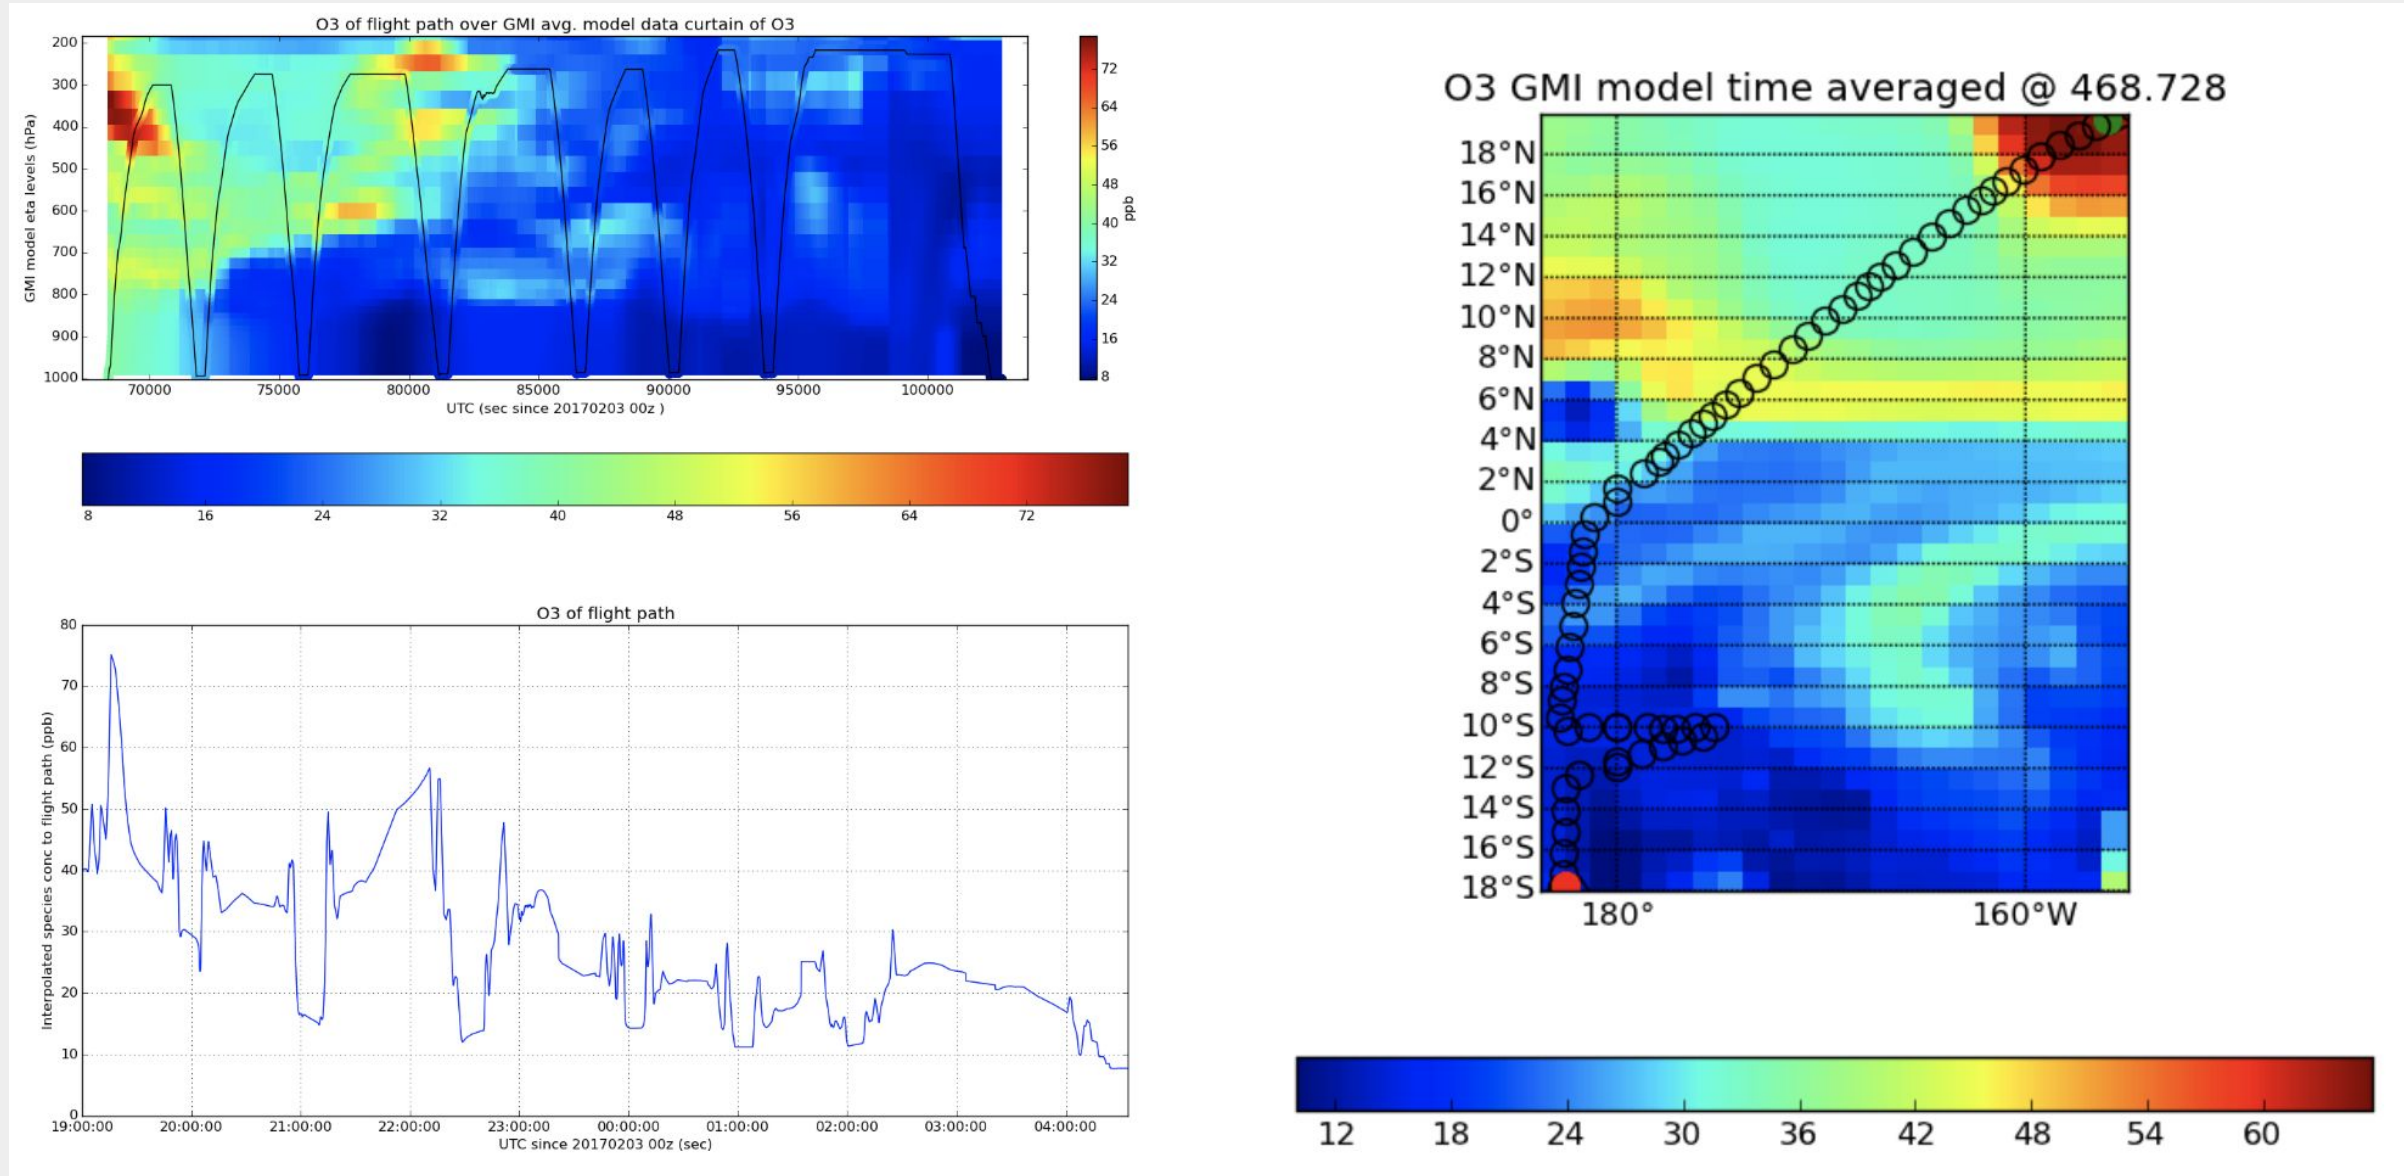 O3 of flight path over GMI avg. model data curtain of O3
GMI model eta levels (hPa)
200
300
400
500
600
700
800
900
1000
70000 75000 80000 85000 90000 95000 100000
UTC (sec since 20170203 00z )
72
64
56
48
40
32
24
16
8
ppb
8 16 24 32 40 48 56 64 72
O3 of flight path
Interpolated species conc to flight path (ppb)
80
70
60
50
40
30
20
10
0
19:00:00 20:00:00 21:00:00 22:00:00 23:00:00 00:00:00 01:00:00 02:00:00 03:00:00 04:00:00
UTC since 20170203 00z (sec)
O3 GMI model time averaged @ 468.728
18°N
16°N
14°N
12°N
10°N
8°N
6°N
4°N
2°N
0°
2°S
4°S
6°S
8°S
10°S
12°S
14°S
16°S
18°S
180° 160°W
12 18 24 30 36 42 48 54 60